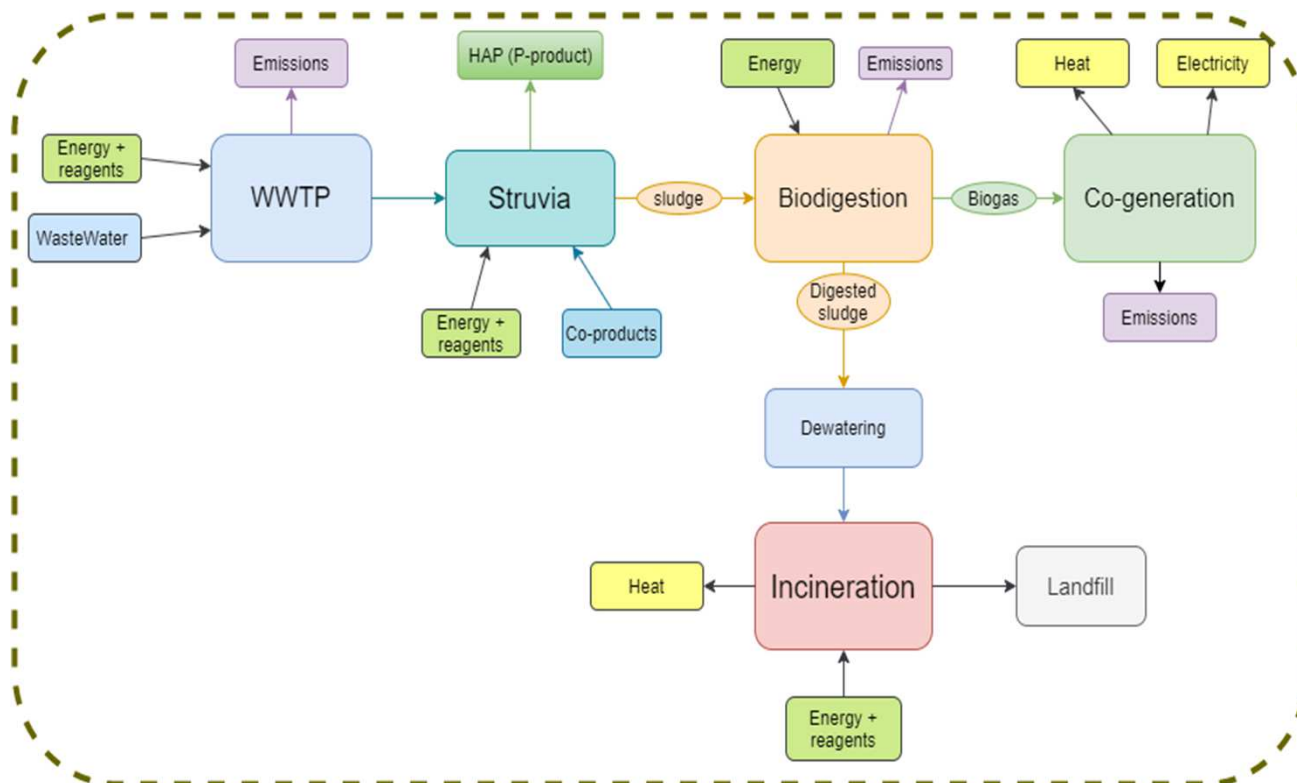 Emissions
HAP (P-product)
Energy
Emissions
Heat
Electricity
Energy +
reagents
WWTP
Struvia
sludge
Biodigestion
Biogas
Co-generation
WasteWater
Digested
sludge
Energy +
reagents
Co-products
Emissions
Dewatering
Heat
Incineration
Landfill
Energy +
reagents